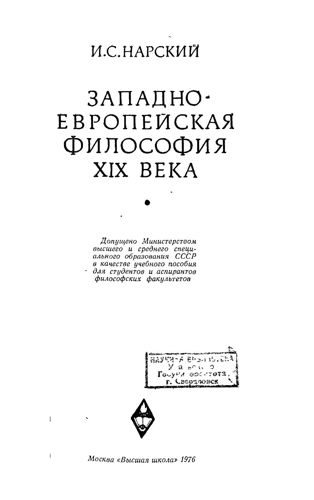 И.С.НАРСКИЙ
ЗАПАДНО-
ЕВРОПЕЙСКАЯ
ФИЛОСОФИЯ
XIX ВЕКА
Допущено Министерством
высшего и среднего специ-
ального образования СССР
в качестве учебного пособия
для студентов и аспирантов
философских факультетов
г. Свердловск
Москва «Высшая школа» 1976